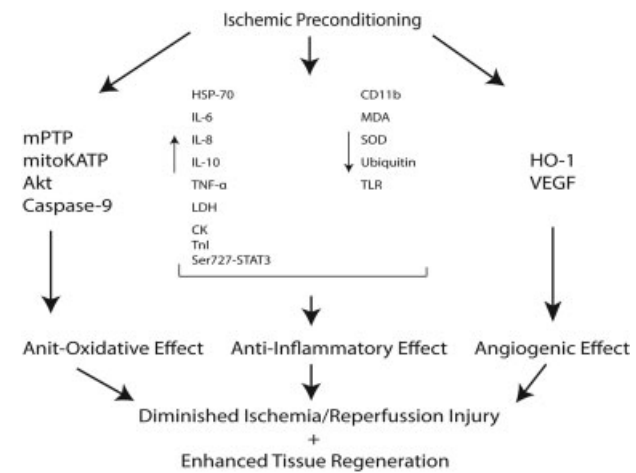 Ischemic Preconditioning
mPTP
mitoKATP
Akt
Caspase-9
HSP-70
IL-6
IL-8
IL-10
TNF-α
LDH
CK
TnI
Ser727-STAT3
CD11b
MDA
SOD
Ubiquitin
TLR
HO-1
VEGF
Anit-Oxidative Effect
Anti-Inflammatory Effect
Angiogenic Effect
Diminished Ischemia/Reperfussion Injury
+
Enhanced Tissue Regeneration